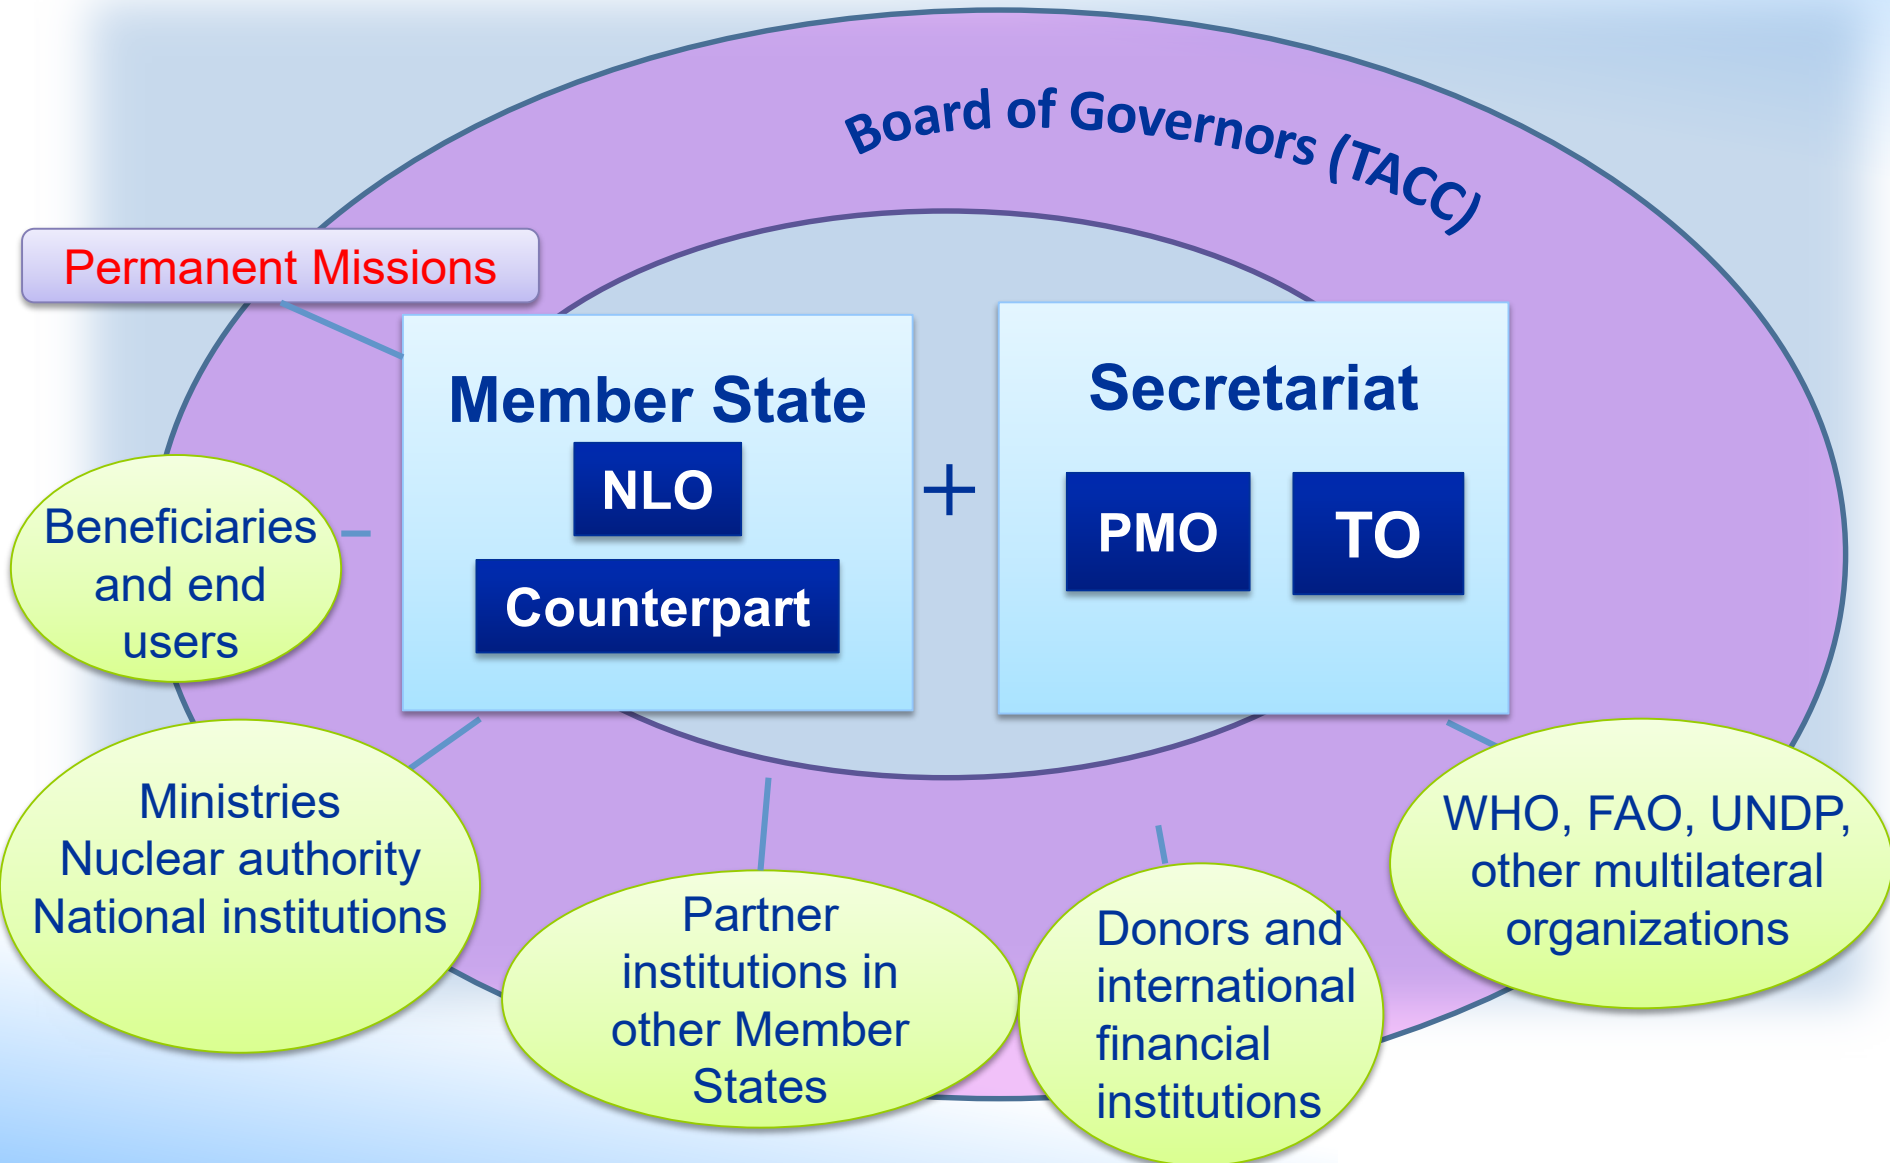 Board of Governors (TACC)
Permanent Missions
Member State
NLO
Counterpart
+
Secretariat
PMO
TO
Beneficiaries
and end
users
Ministries
Nuclear authority
National institutions
Partner
institutions in
other Member
States
Donors and
international
financial
institutions
WHO, FAO, UNDP,
other multilateral
organizations